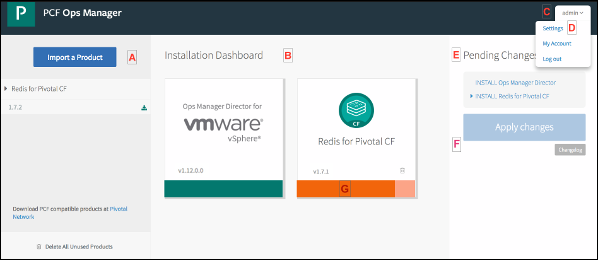 P PCF Ops Manager
C admin
Settings D
My Account
Log out
Import a Product A
Redis for Pivotal CF
1.7.2
Download PCF compatible products at Pivotal
Network
Delete All Unused Products
Installation Dashboard B
Ops Manager Director for
vmware®
vSphere®
v1.12.0.0
CF
Redis for Pivotal CF
v1.7.1
G
E Pending Changes
INSTALL Ops Manager Director
INSTALL Redis for Pivotal CF
Apply changes
F
Changelog